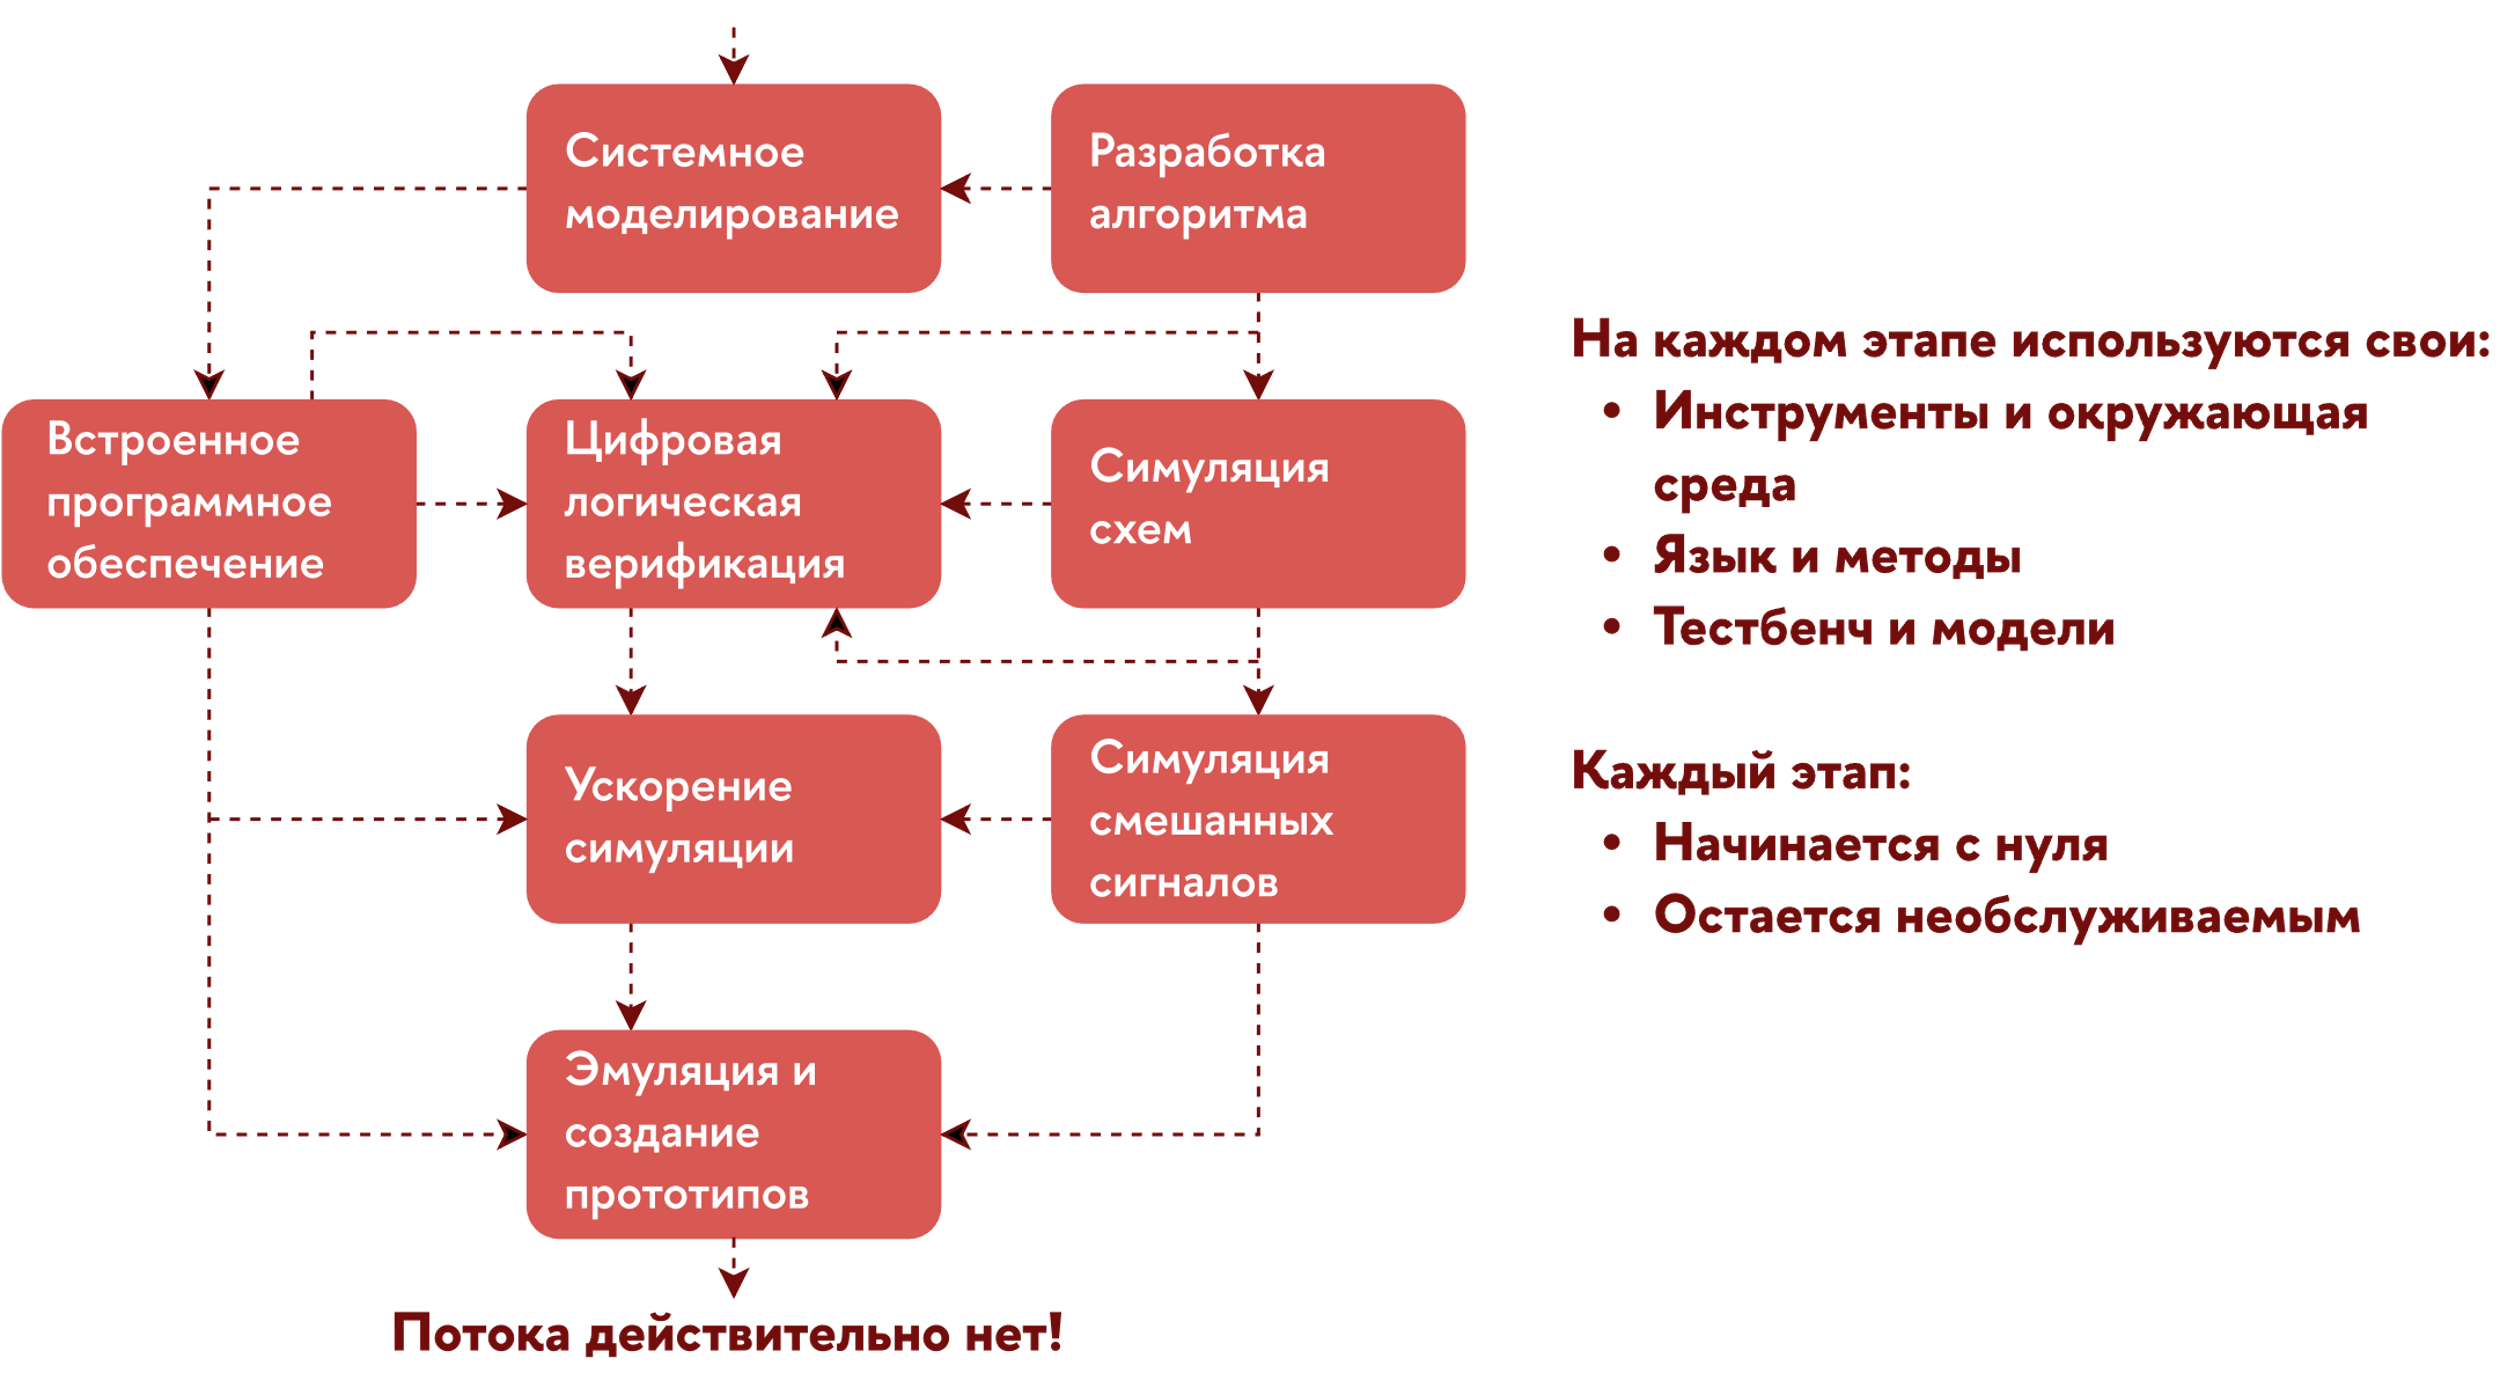 Системное
моделирование
Разработка
алгоритма
Встроенное
программное
обеспечение
Цифровая
логическая
верификация
Симуляция
схем
Ускорение
симуляции
Симуляция
смешанных
сигналов
Эмуляция и
создание
прототипов
Потока действительно нет!
На каждом этапе используются свои:
• Инструменты и окружающая
среда
• Язык и методы
• Тестбенч и модели
Каждый этап:
• Начинается с нуля
• Остается необслуживаемым